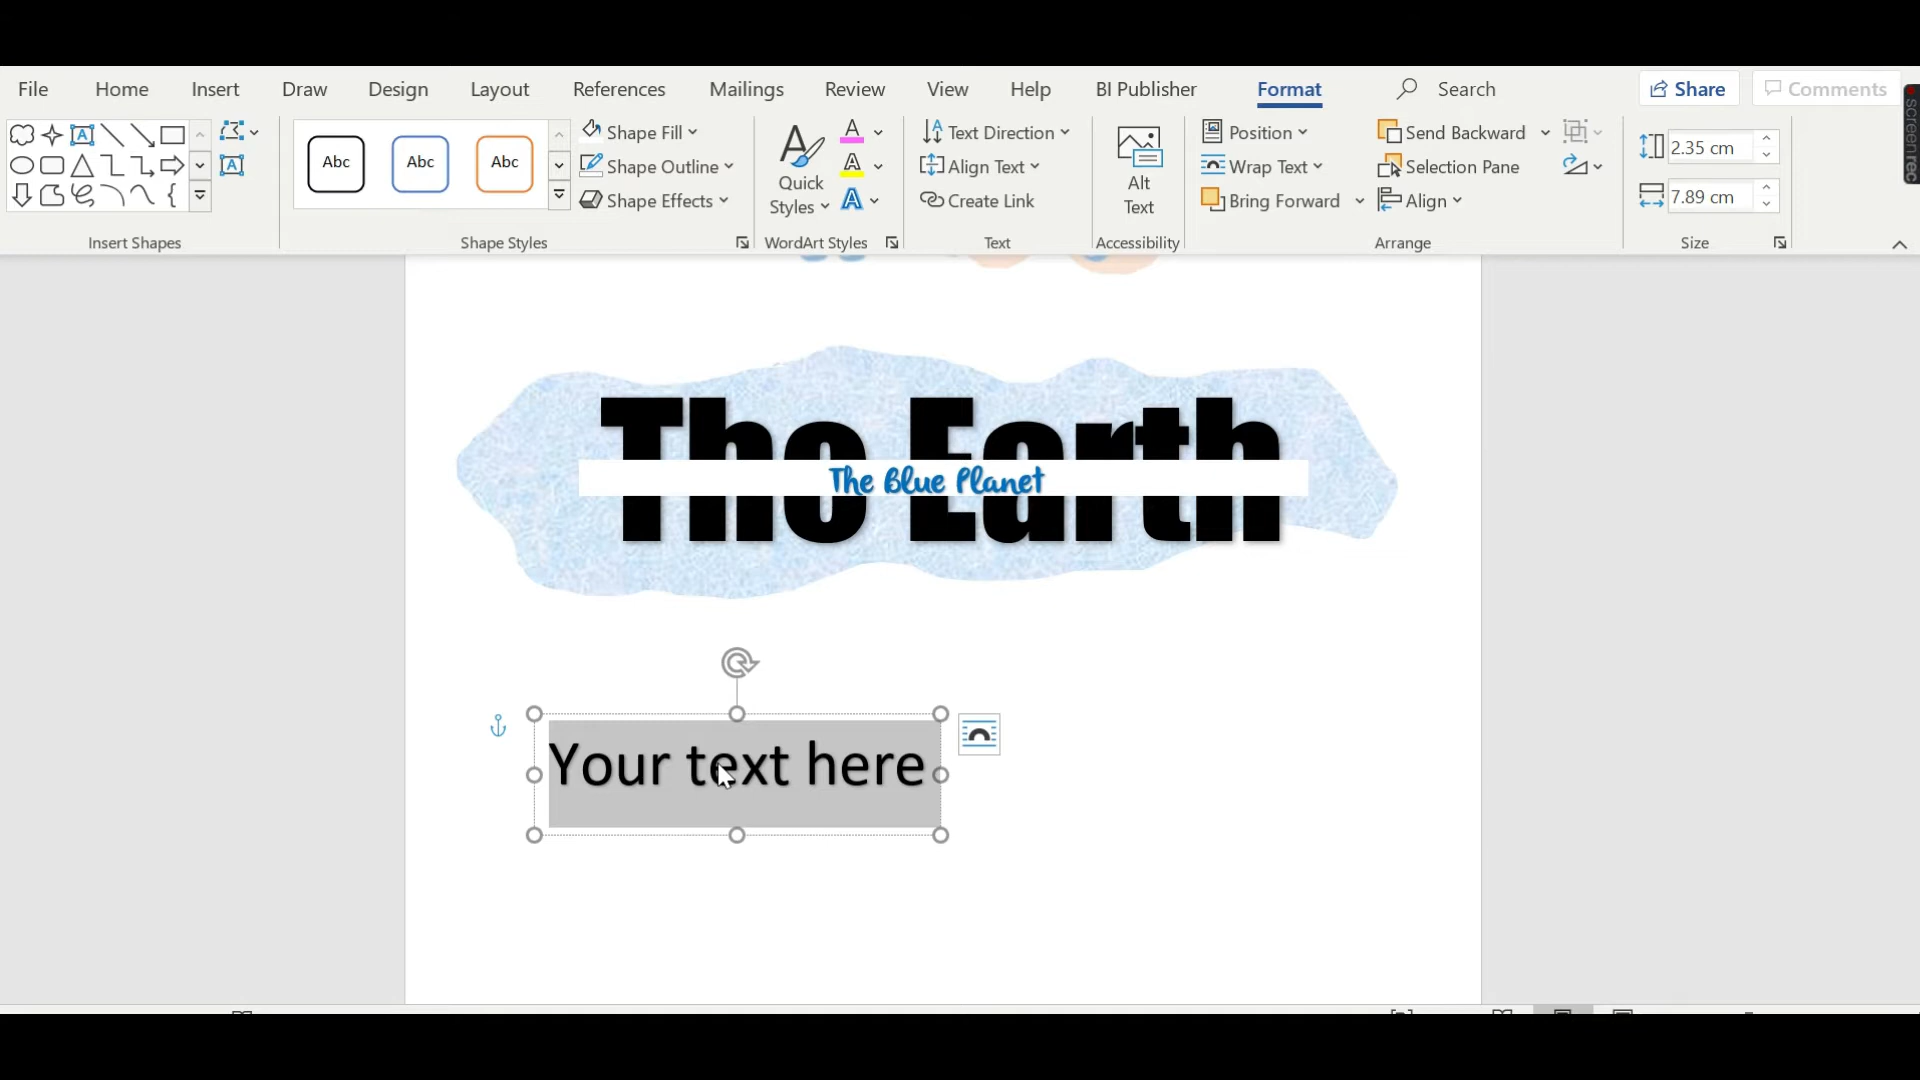 File Home Insert Draw Design Layout References Mailings Review View Help BI Publisher Format Search Share Comments
Abc Abc Abc
Shape Fill
Shape Outline
Shape Effects
Quick
Styles
A
A
A
Text Direction
Align Text
Create Link
Alt
Text
Position
Wrap Text
Bring Forward
Send Backward
Selection Pane
Align
2.35 cm
7.89 cm
Insert Shapes Shape Styles WordArt Styles Text Accessibility Arrange Size
screenrec
The Earth
The Blue Planet
Your text here